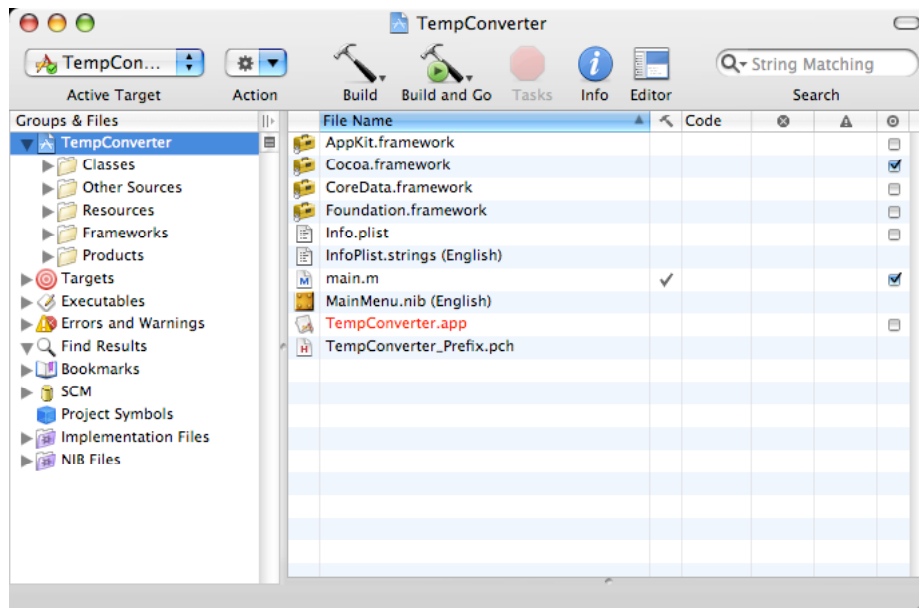 TempConverter
TempCon...
String Matching
Active Target
Action
Build
Build and Go
Tasks
Info
Editor
Search
Groups & Files
File Name
Code
TempConverter
Classes
Other Sources
Resources
Frameworks
Products
Targets
Executables
Errors and Warnings
Find Results
Bookmarks
SCM
Project Symbols
Implementation Files
NIB Files
AppKit.framework
Cocoa.framework
CoreData.framework
Foundation.framework
Info.plist
InfoPlist.strings (English)
main.m
MainMenu.nib (English)
TempConverter.app
TempConverter_Prefix.pch